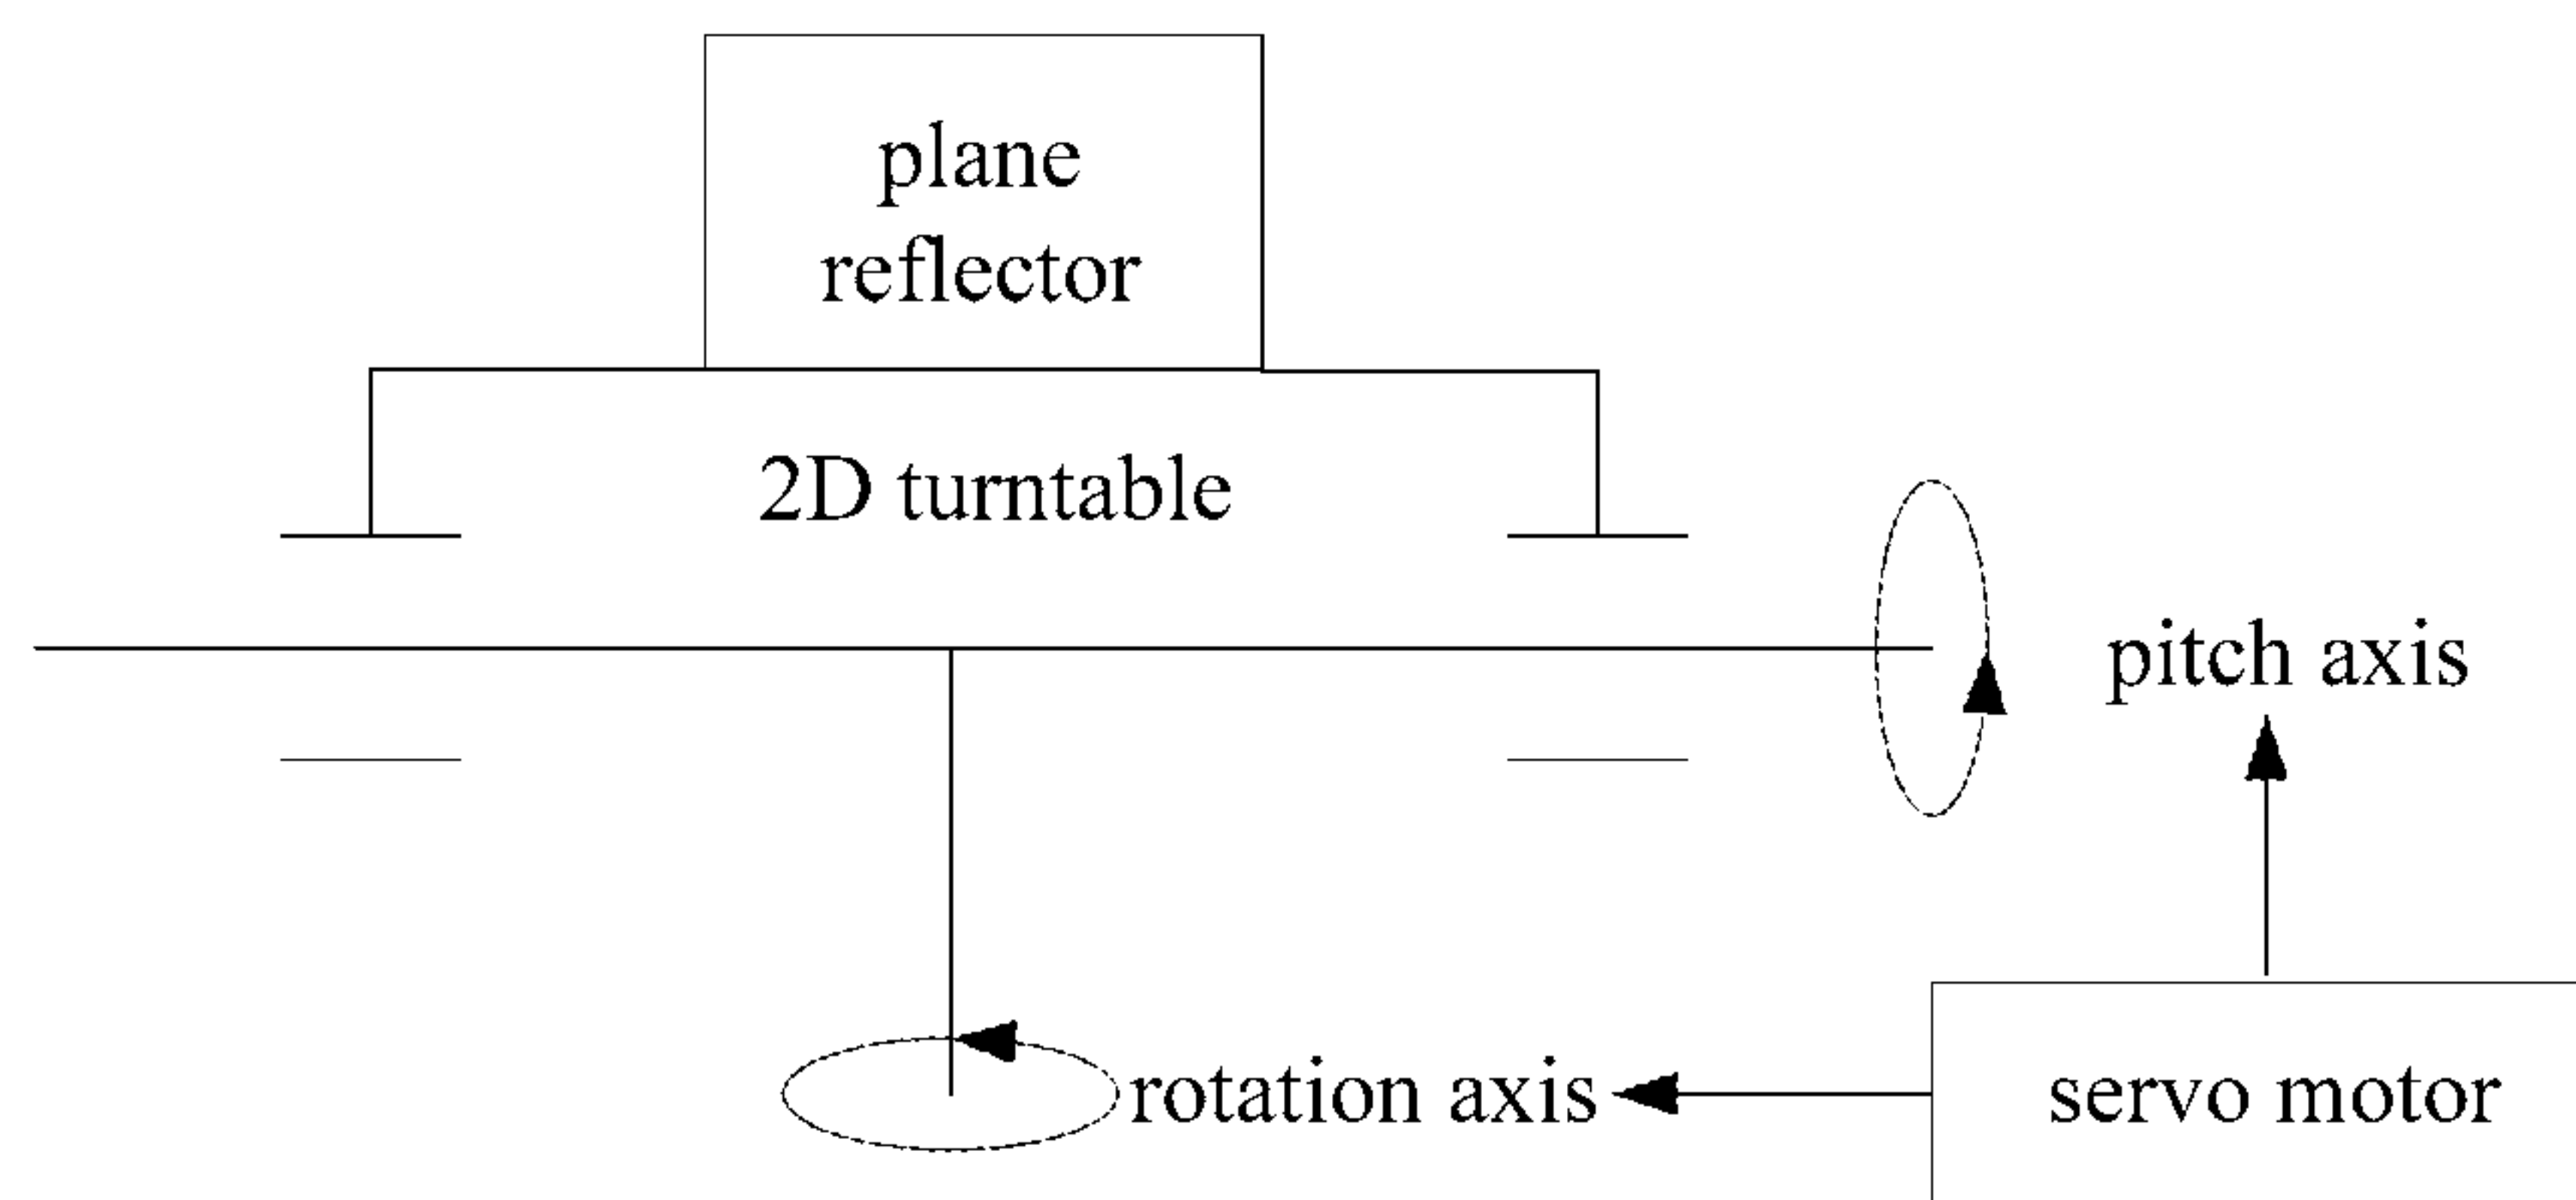 plane
reflector
2D turntable
pitch axis
rotation axis
servo motor